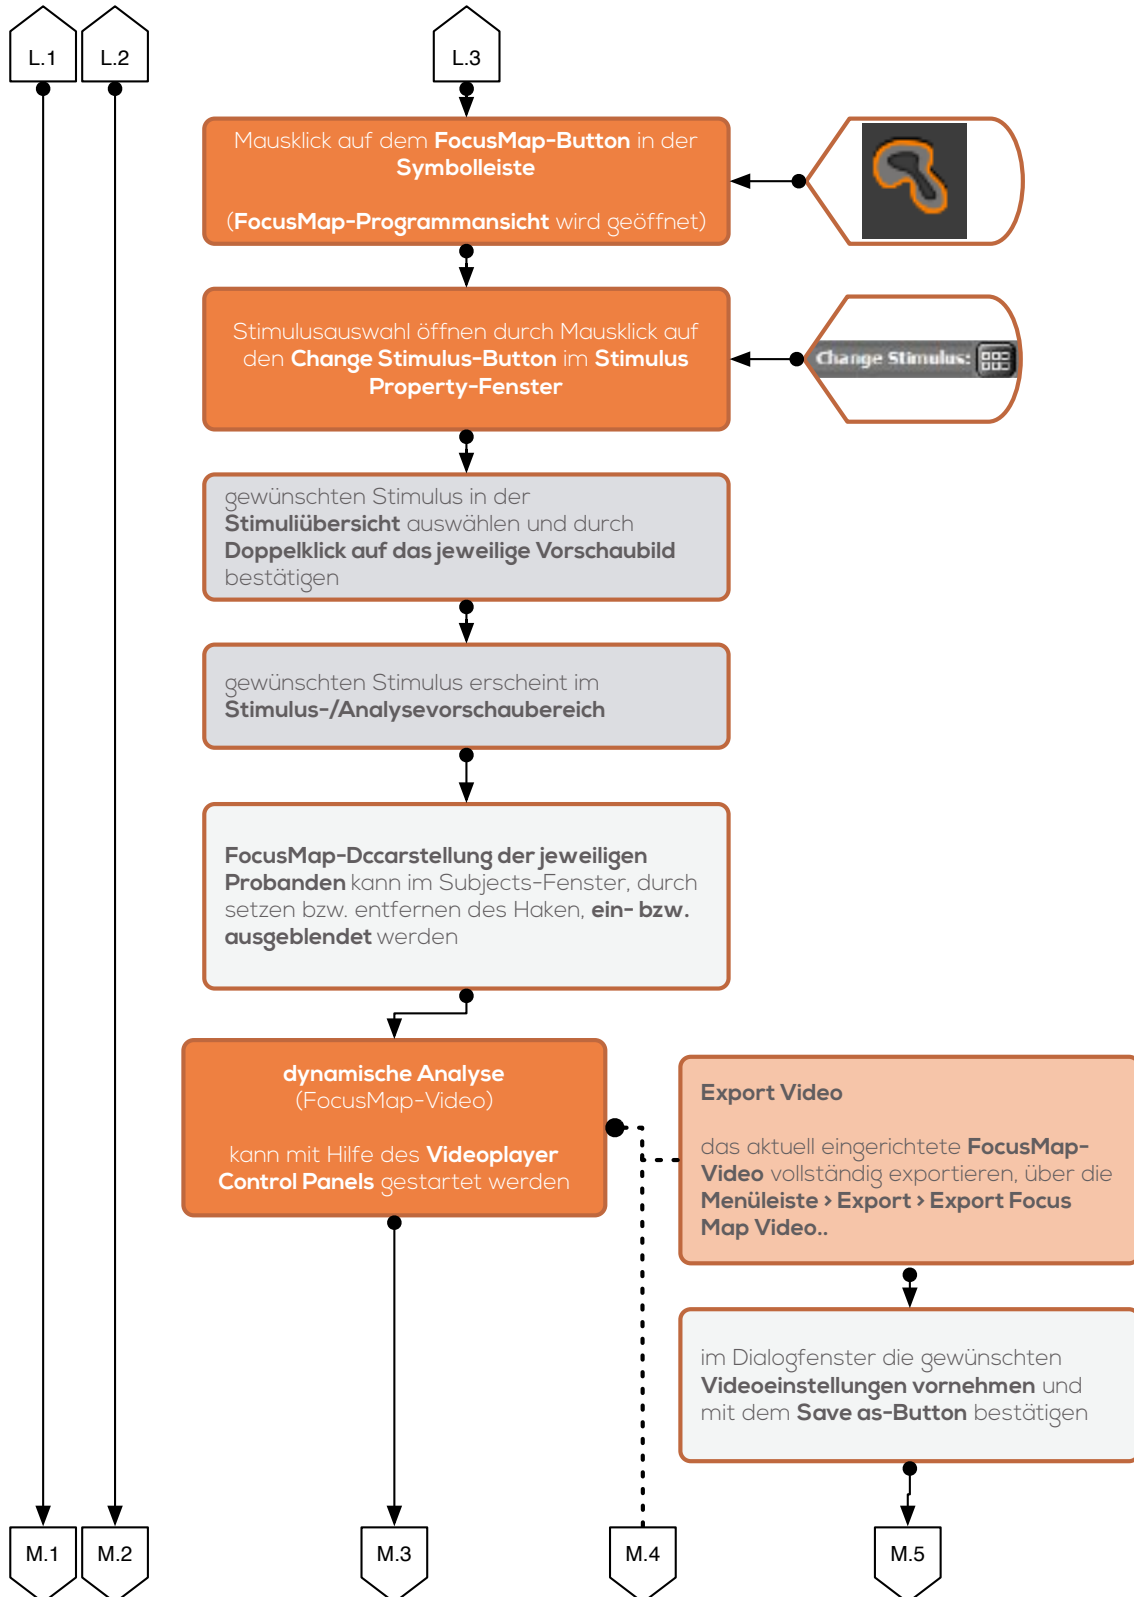 L.1
L.2
L.3
Mausklick auf dem FocusMap-Button in der
Symbolleiste
(FocusMap-Programmansicht wird geöffnet)
Stimulusauswahl öffnen durch Mausklick auf
den Change Stimulus-Button im Stimulus
Property-Fenster
Change Stimulus:
gewünschten Stimulus in der
Stimuliübersicht auswählen und durch
Doppelklick auf das jeweilige Vorschaubild
bestätigen
gewünschten Stimulus erscheint im
Stimulus-/Analysevorschaubereich
FocusMap-Dccarstellung der jeweiligen
Probanden kann im Subjects-Fenster, durch
setzen bzw. entfernen des Haken, ein- bzw.
ausgeblendet werden
dynamische Analyse
(FocusMap-Video)
kann mit Hilfe des Videoplayer
Control Panels gestartet werden
Export Video
das aktuell eingerichtete FocusMap-
Video vollständig exportieren, über die
Menüleiste > Export > Export Focus
Map Video..
im Dialogfenster die gewünschten
Videoeinstellungen vornehmen und
mit dem Save as-Button bestätigen
M.1
M.2
M.3
M.4
M.5